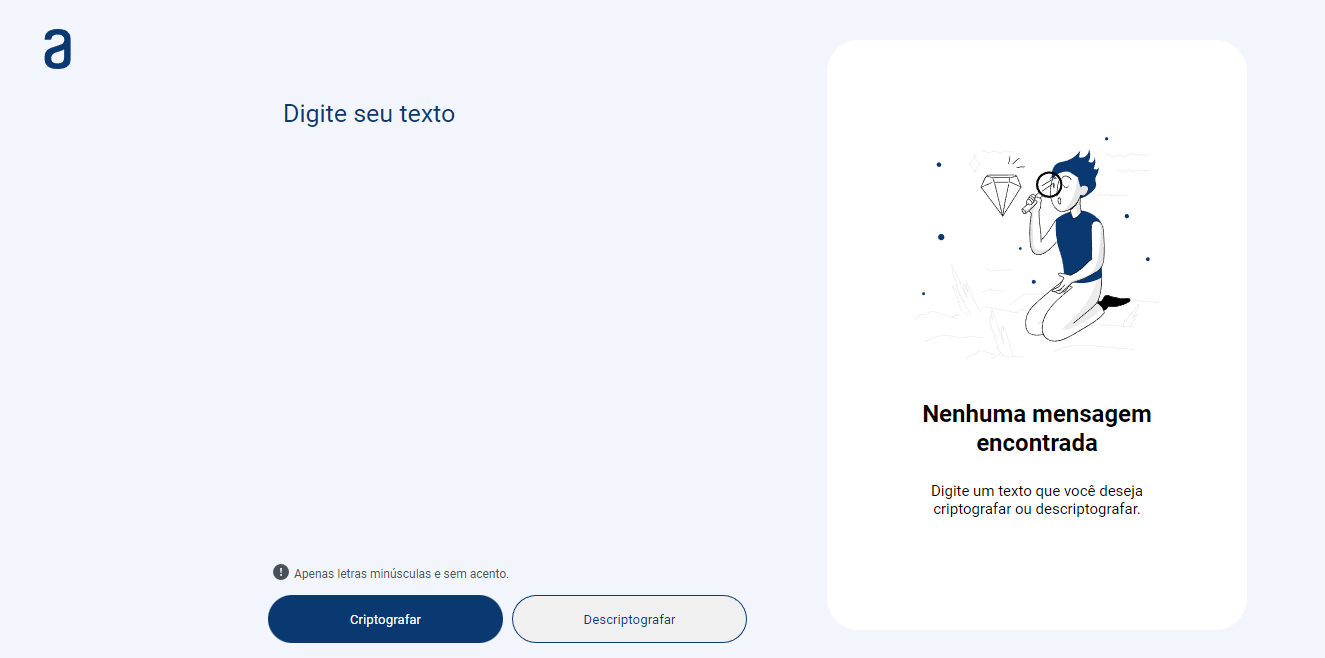 a
Digite seu texto
Apenas letras minúsculas e sem acento.
Criptografar
Descriptografar
Nenhuma mensagem
encontrada
Digite um texto que você deseja
criptografar ou descriptografar.